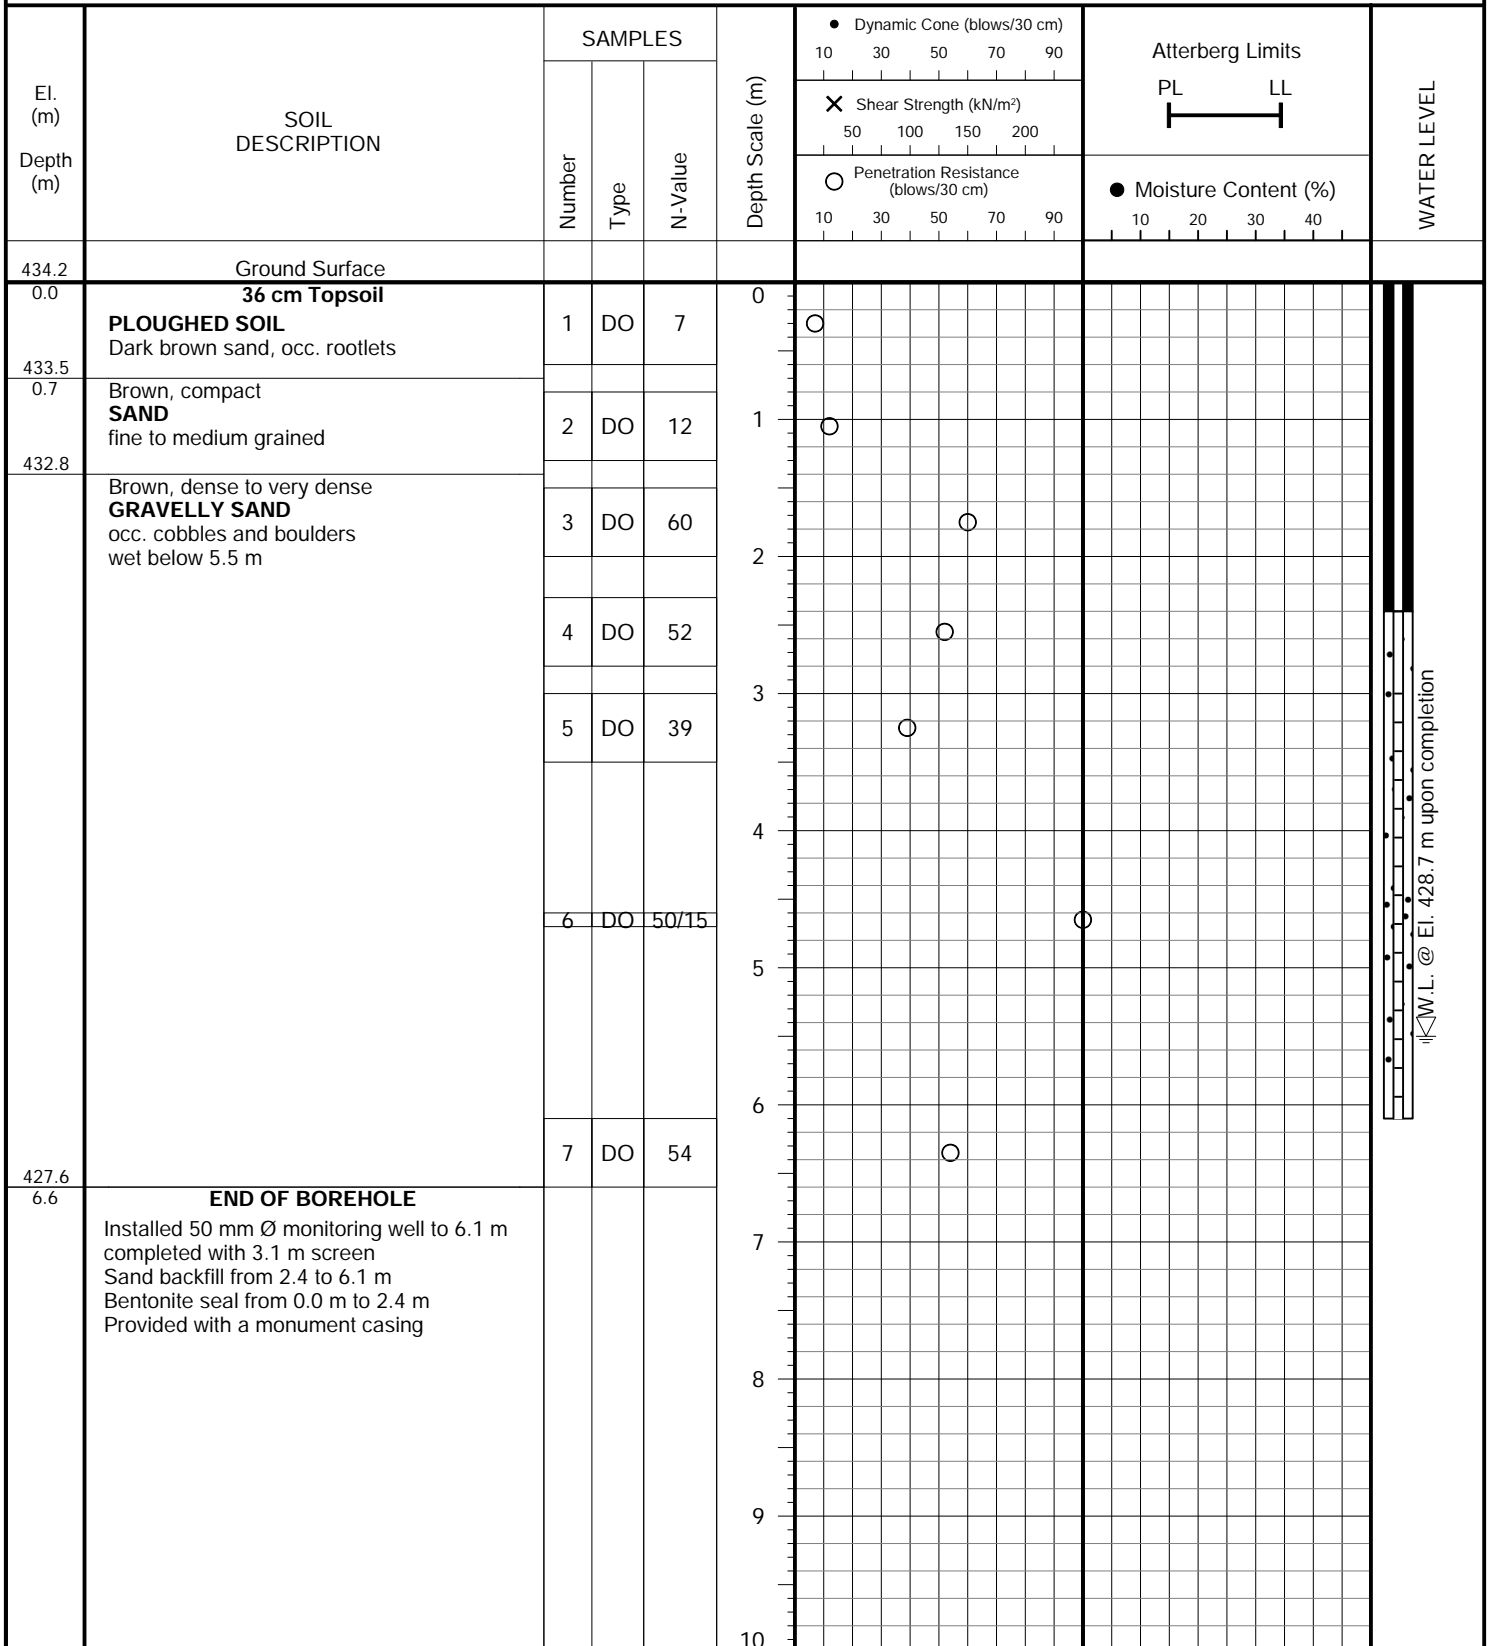 El.
(m)
Depth
(m)
SOIL
DESCRIPTION
SAMPLES
Number
Type
N-Value
Depth Scale (m)
Dynamic Cone (blows/30 cm)
10 30 50 70 90
Shear Strength (kN/m²)
50 100 150 200
Penetration Resistance
(blows/30 cm)
10 30 50 70 90
Atterberg Limits
PL LL
Moisture Content (%)
10 20 30 40
WATER LEVEL
434.2 Ground Surface
0.0 36 cm Topsoil
PLOUGHED SOIL
Dark brown sand, occ. rootlets
1 DO 7
433.5
0.7 Brown, compact
SAND
fine to medium grained
2 DO 12
432.8
Brown, dense to very dense
GRAVELLY SAND
occ. cobbles and boulders
wet below 5.5 m
3 DO 60
4 DO 52
5 DO 39
6 DO 50/15
7 DO 54
427.6
6.6 END OF BOREHOLE
Installed 50 mm Ø monitoring well to 6.1 m
completed with 3.1 m screen
Sand backfill from 2.4 to 6.1 m
Bentonite seal from 0.0 m to 2.4 m
Provided with a monument casing
0
1
2
3
4
5
6
7
8
9
10
W.L. @ El. 428.7 m upon completion